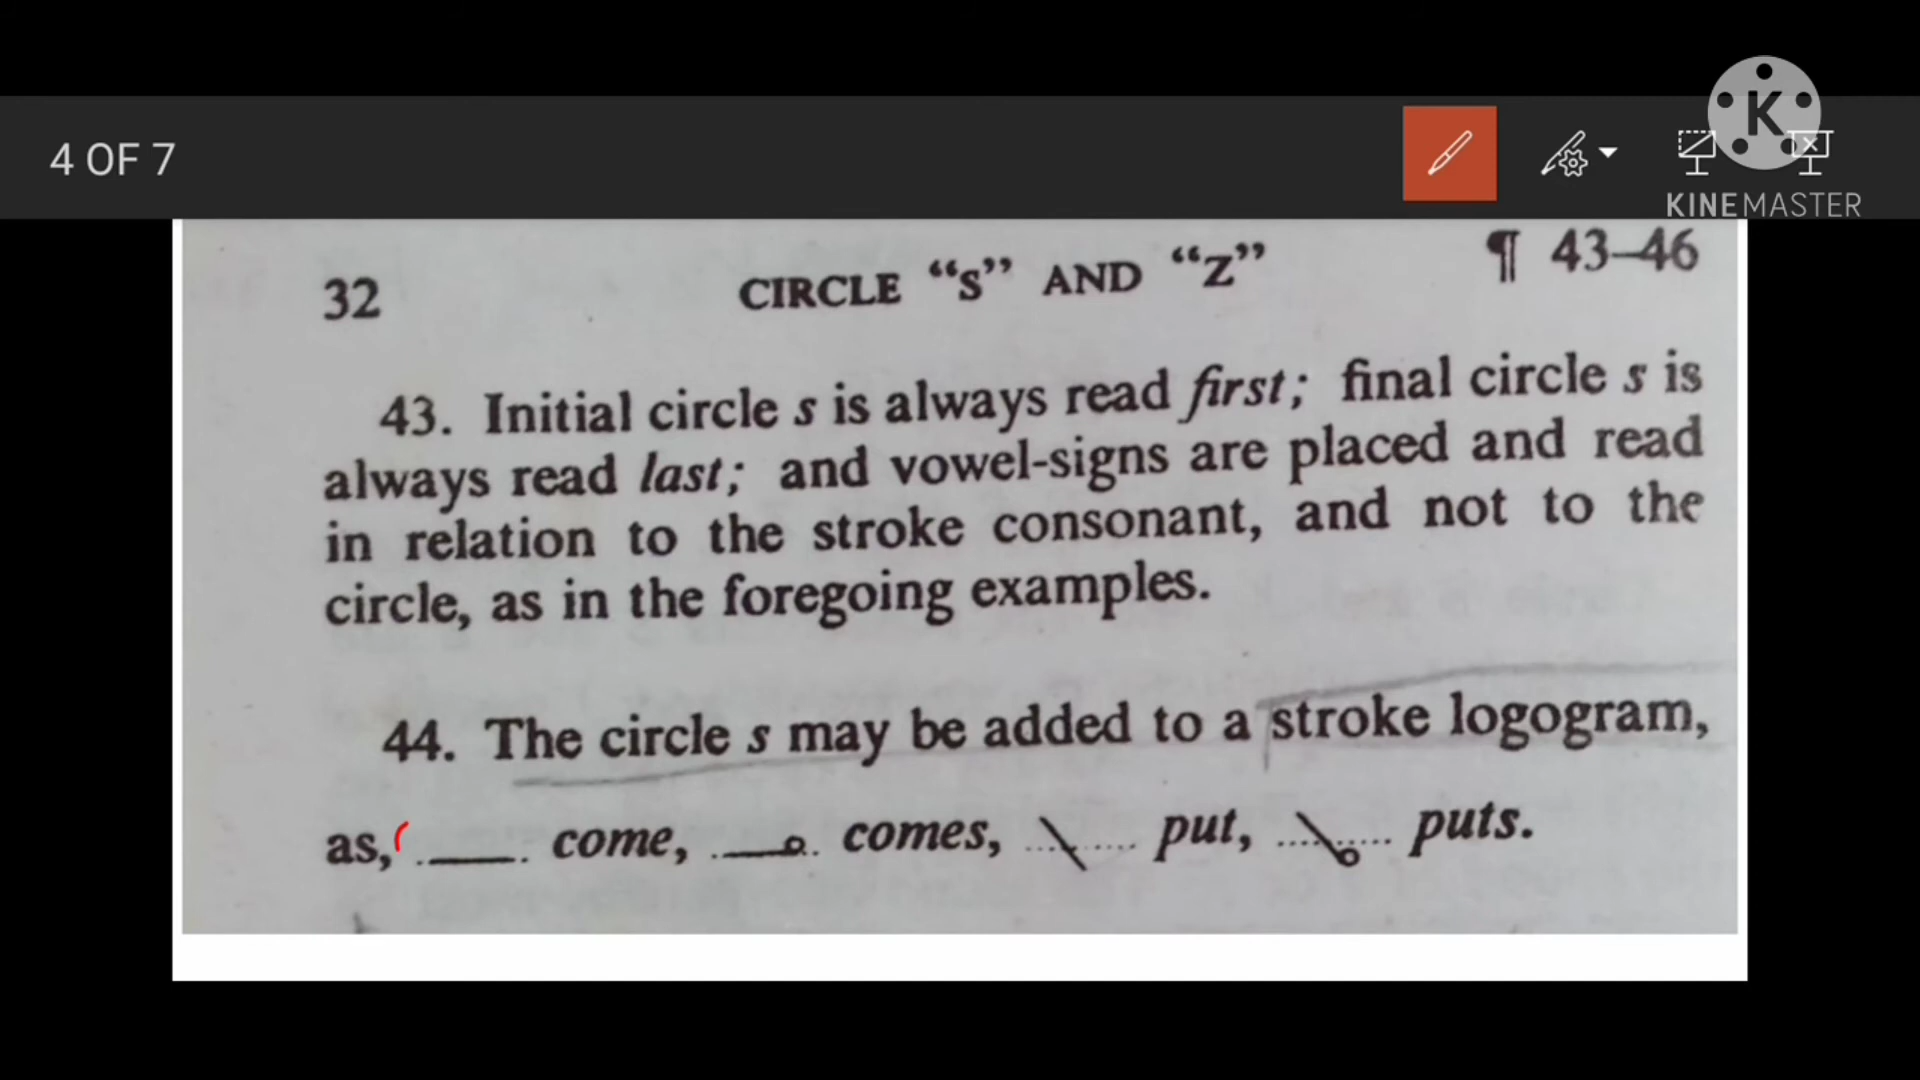 4 OF 7
K
KINEMASTER
32 CIRCLE “S” AND “Z” ¶ 43–46
43. Initial circle s is always read first; final circle s is
always read last; and vowel-signs are placed and read
in relation to the stroke consonant, and not to the
circle, as in the foregoing examples.
44. The circle s may be added to a stroke logogram,
as, come, comes, put, puts.